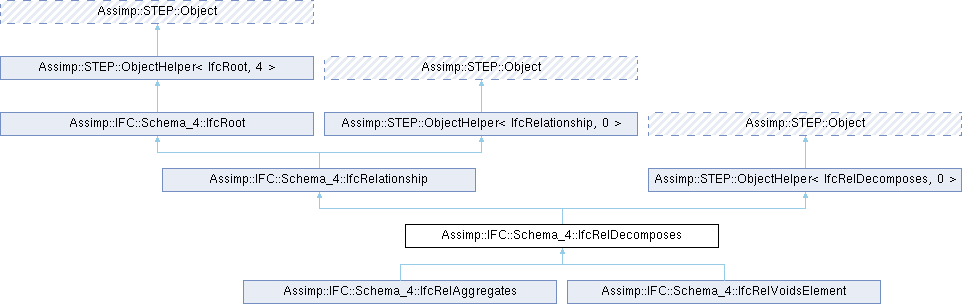 Assimp::STEP::Object
Assimp::STEP::ObjectHelper< IfcRoot, 4 >
Assimp::STEP::Object
Assimp::IFC::Schema_4::IfcRoot
Assimp::STEP::ObjectHelper< IfcRelationship, 0 >
Assimp::STEP::Object
Assimp::IFC::Schema_4::IfcRelationship
Assimp::STEP::ObjectHelper< IfcRelDecomposes, 0 >
Assimp::IFC::Schema_4::IfcRelDecomposes
Assimp::IFC::Schema_4::IfcRelAggregates
Assimp::IFC::Schema_4::IfcRelVoidsElement